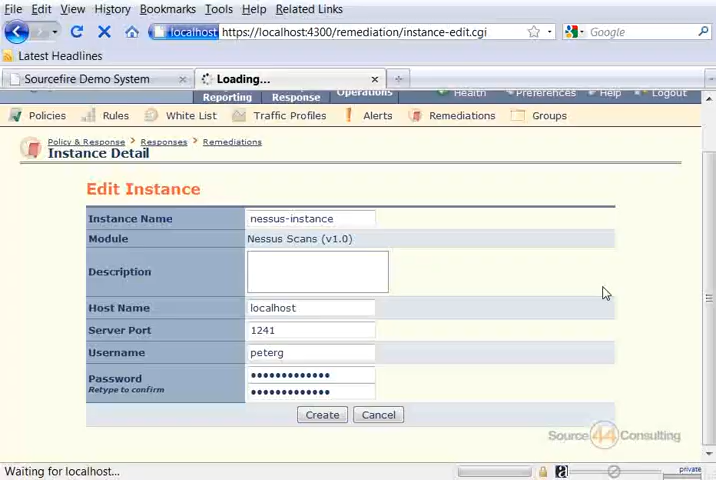 File Edit View History Bookmarks Tools Help Related Links
localhost https://localhost:4300/remediation/instance-edit.cgi
Google
Latest Headlines
Sourcefire Demo System
Loading...
Reporting Response Operations Health Preferences Help Logout
Policies Rules White List Traffic Profiles Alerts Remediations Groups
Policy & Response > Responses > Remediations
Instance Detail
Edit Instance
Instance Name nessus-instance
Module Nessus Scans (v1.0)
Description
Host Name localhost
Server Port 1241
Username peterg
Password •••••••••••••
Retype to confirm •••••••••••••
Create Cancel
Source 44 Consulting
Waiting for localhost...
private